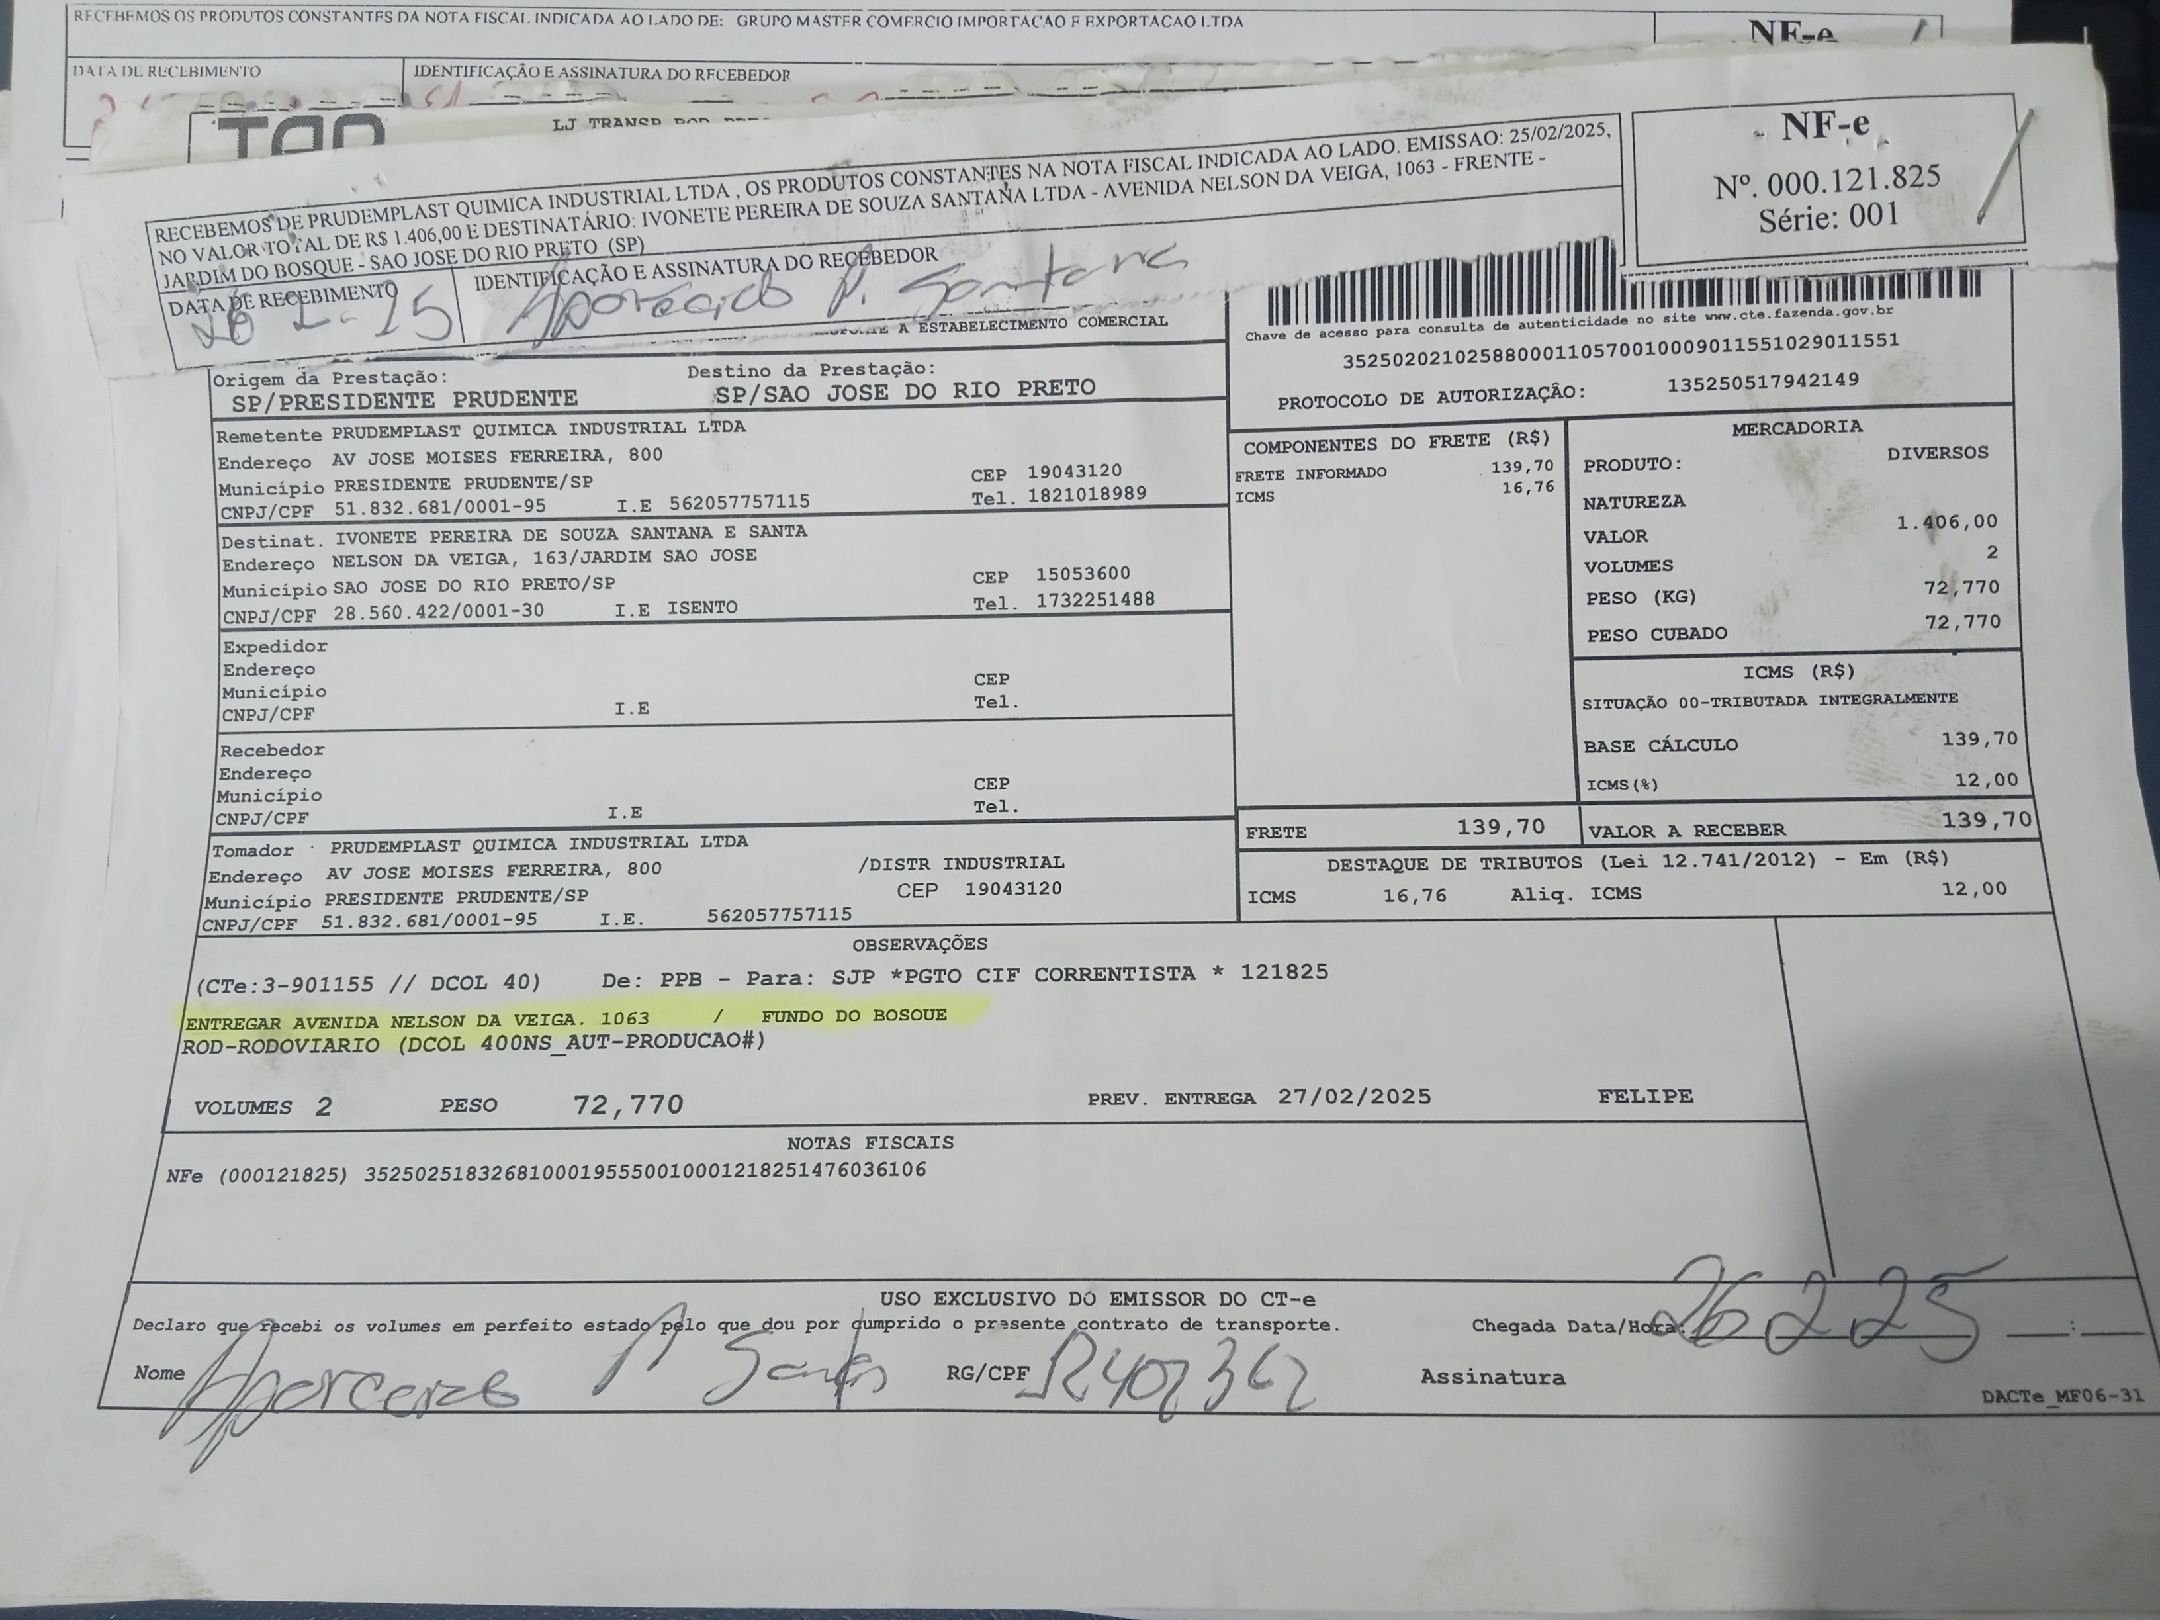 RECEBEMOS OS PRODUTOS CONSTANTES DA NOTA FISCAL INDICADA AO LADO DE: GRUPO MASTER COMERCIO IMPORTACAO E EXPORTACAO LTDA
NF-e
DATA DE RECEBIMENTO IDENTIFICAÇÃO E ASSINATURA DO RECEBEDOR
LJ TRANSP ROD
RECEBEMOS DE PRUDEMPLAST QUIMICA INDUSTRIAL LTDA , OS PRODUTOS CONSTANTES NA NOTA FISCAL INDICADA AO LADO. EMISSAO: 25/02/2025,
NO VALOR TOTAL DE R$ 1.406,00 E DESTINATÁRIO: IVONETE PEREIRA DE SOUZA SANTANA LTDA - AVENIDA NELSON DA VEIGA, 1063 - FRENTE -
JARDIM DO BOSQUE - SAO JOSE DO RIO PRETO (SP)
NF-e
Nº. 000.121.825
Série: 001
DATA DE RECEBIMENTO IDENTIFICAÇÃO E ASSINATURA DO RECEBEDOR
26 2-25 Aparecido P. Santana
A ESTABELECIMENTO COMERCIAL
Chave de acesso para consulta de autenticidade no site www.cte.fazenda.gov.br
35250202102588000110570010009011551029011551
PROTOCOLO DE AUTORIZAÇÃO: 135250517942149
Origem da Prestação: Destino da Prestação:
SP/PRESIDENTE PRUDENTE SP/SAO JOSE DO RIO PRETO
Remetente PRUDEMPLAST QUIMICA INDUSTRIAL LTDA
Endereço AV JOSE MOISES FERREIRA, 800
Município PRESIDENTE PRUDENTE/SP CEP 19043120
CNPJ/CPF 51.832.681/0001-95 I.E 562057757115 Tel. 1821018989
Destinat. IVONETE PEREIRA DE SOUZA SANTANA E SANTA
Endereço NELSON DA VEIGA, 163/JARDIM SAO JOSE
Município SAO JOSE DO RIO PRETO/SP CEP 15053600
CNPJ/CPF 28.560.422/0001-30 I.E ISENTO Tel. 1732251488
Expedidor
Endereço
Município CEP
CNPJ/CPF I.E Tel.
Recebedor
Endereço
Município CEP
CNPJ/CPF I.E Tel.
Tomador PRUDEMPLAST QUIMICA INDUSTRIAL LTDA
Endereço AV JOSE MOISES FERREIRA, 800 /DISTR INDUSTRIAL
Município PRESIDENTE PRUDENTE/SP CEP 19043120
CNPJ/CPF 51.832.681/0001-95 I.E. 562057757115
COMPONENTES DO FRETE (R$)
FRETE INFORMADO 139,70
ICMS 16,76
MERCADORIA
PRODUTO: DIVERSOS
NATUREZA
VALOR 1.406,00
VOLUMES 2
PESO (KG) 72,770
PESO CUBADO 72,770
ICMS (R$)
SITUAÇÃO 00-TRIBUTADA INTEGRALMENTE
BASE CÁLCULO 139,70
ICMS(%) 12,00
FRETE 139,70 VALOR A RECEBER 139,70
DESTAQUE DE TRIBUTOS (Lei 12.741/2012) - Em (R$)
ICMS 16,76 Aliq. ICMS 12,00
OBSERVAÇÕES
(CTe:3-901155 // DCOL 40) De: PPB - Para: SJP *PGTO CIF CORRENTISTA * 121825
ENTREGAR AVENIDA NELSON DA VEIGA. 1063 / FUNDO DO BOSQUE
ROD-RODOVIARIO (DCOL 400NS_AUT-PRODUCAO#)
VOLUMES 2 PESO 72,770 PREV. ENTREGA 27/02/2025 FELIPE
NOTAS FISCAIS
NFe (000121825) 35250251832681000195550010001218251476036106
USO EXCLUSIVO DO EMISSOR DO CT-e
Declaro que recebi os volumes em perfeito estado pelo que dou por cumprido o presente contrato de transporte. Chegada Data/Hora: 26 2 25
Nome RG/CPF Assinatura
DACTe_MF06-31